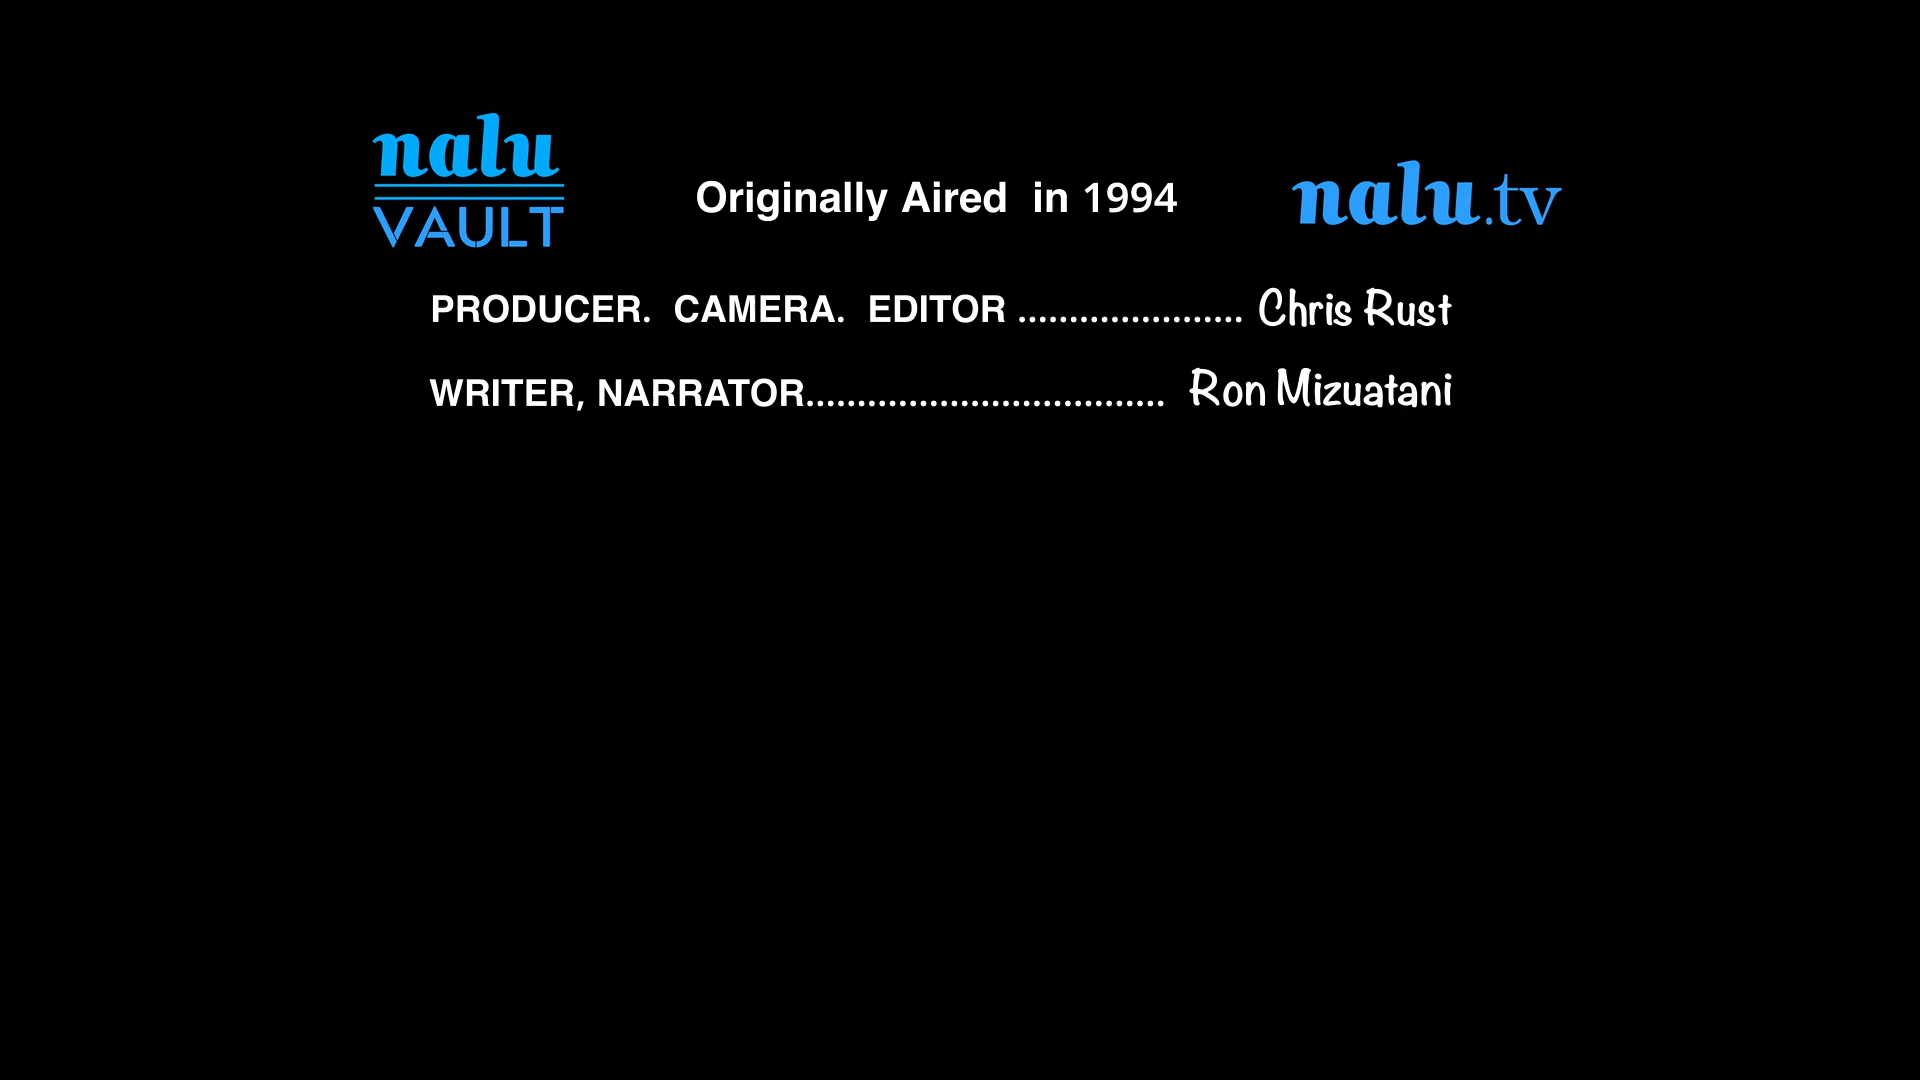 nalu
VAULT
Originally Aired in 1994
nalu.tv
PRODUCER. CAMERA. EDITOR ...................... Chris Rust
WRITER, NARRATOR................................... Ron Mizuatani